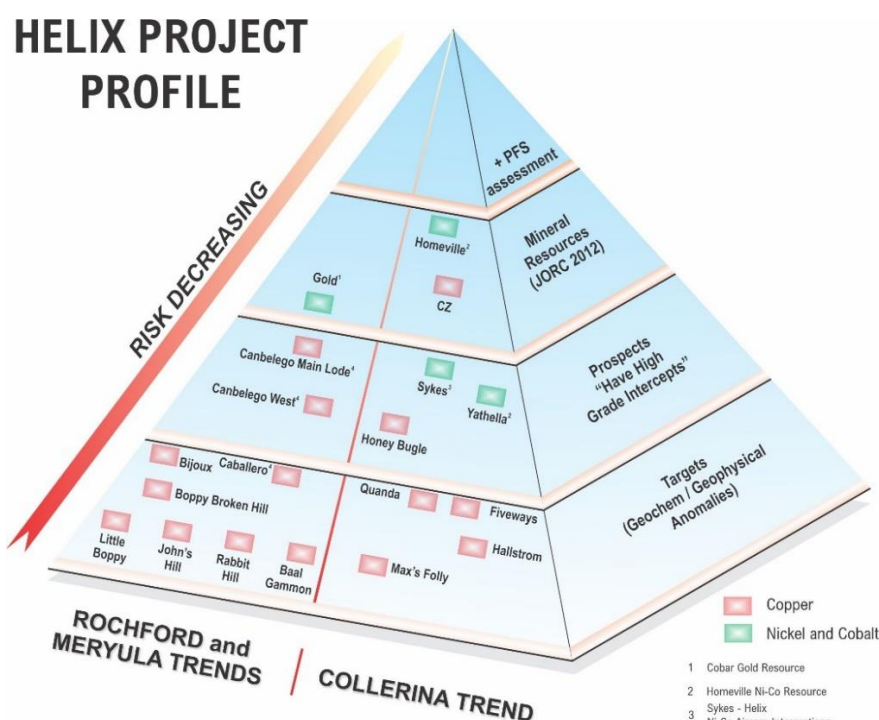 HELIX PROJECT
PROFILE
RISK DECREASING
+ PFS
assessment
Homeville²
Mineral
Resources
(JORC 2012)
Gold¹
CZ
Canbelego Main Lode⁴
Sykes³
Prospects
"Have High
Grade Intercepts"
Canbelego West⁴
Yathella²
Honey Bugle
Bijoux
Caballero⁴
Boppy Broken Hill
Quanda
Fiveways
Targets
(Geochem / Geophysical
Anomalies)
Little
Boppy
John's
Hill
Rabbit
Hill
Baal
Gammon
Max's Folly
Hallstrom
ROCHFORD and
MERYULA TRENDS
COLLERINA TREND
Copper
Nickel and Cobalt
1 Cobar Gold Resource
2 Homeville Ni-Co Resource
3 Sykes - Helix